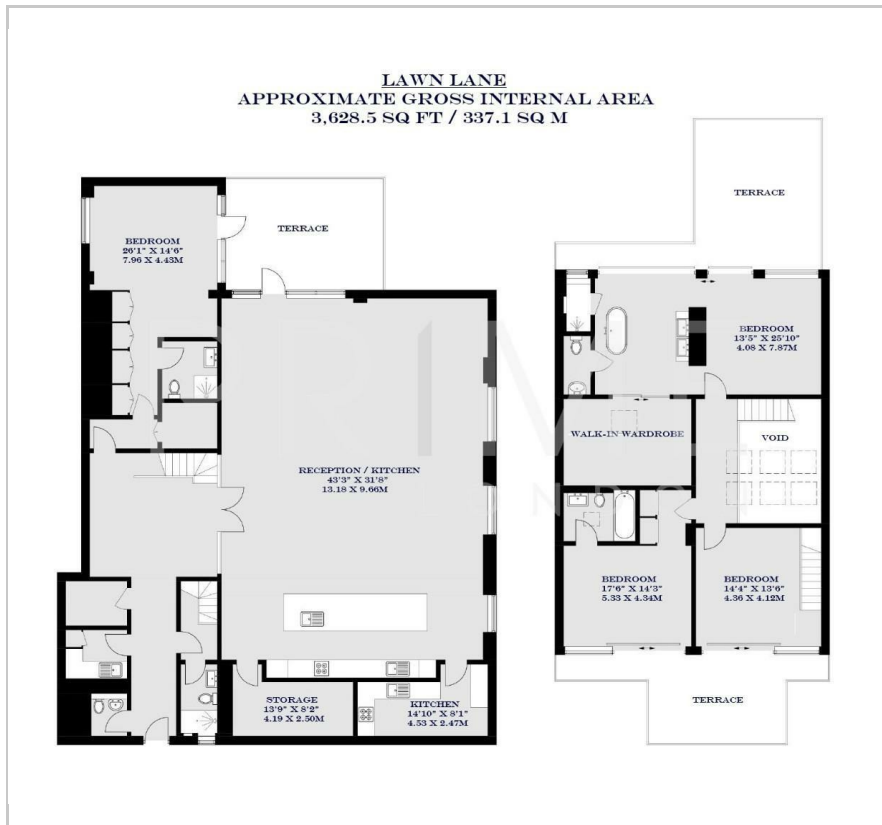 LAWN LANE
APPROXIMATE GROSS INTERNAL AREA
3,628.5 SQ FT / 337.1 SQ M
BEDROOM
26'1" X 14'6"
7.96 X 4.43M
TERRACE
RECEPTION / KITCHEN
43'3" X 31'8"
13.18 X 9.66M
STORAGE
13'9" X 8'2"
4.19 X 2.50M
KITCHEN
14'10" X 8'1"
4.53 X 2.47M
TERRACE
BEDROOM
13'5" X 25'10"
4.08 X 7.87M
WALK-IN WARDROBE
VOID
BEDROOM
17'6" X 14'3"
5.33 X 4.34M
BEDROOM
14'4" X 13'6"
4.36 X 4.12M
TERRACE
PRIME
LONDON